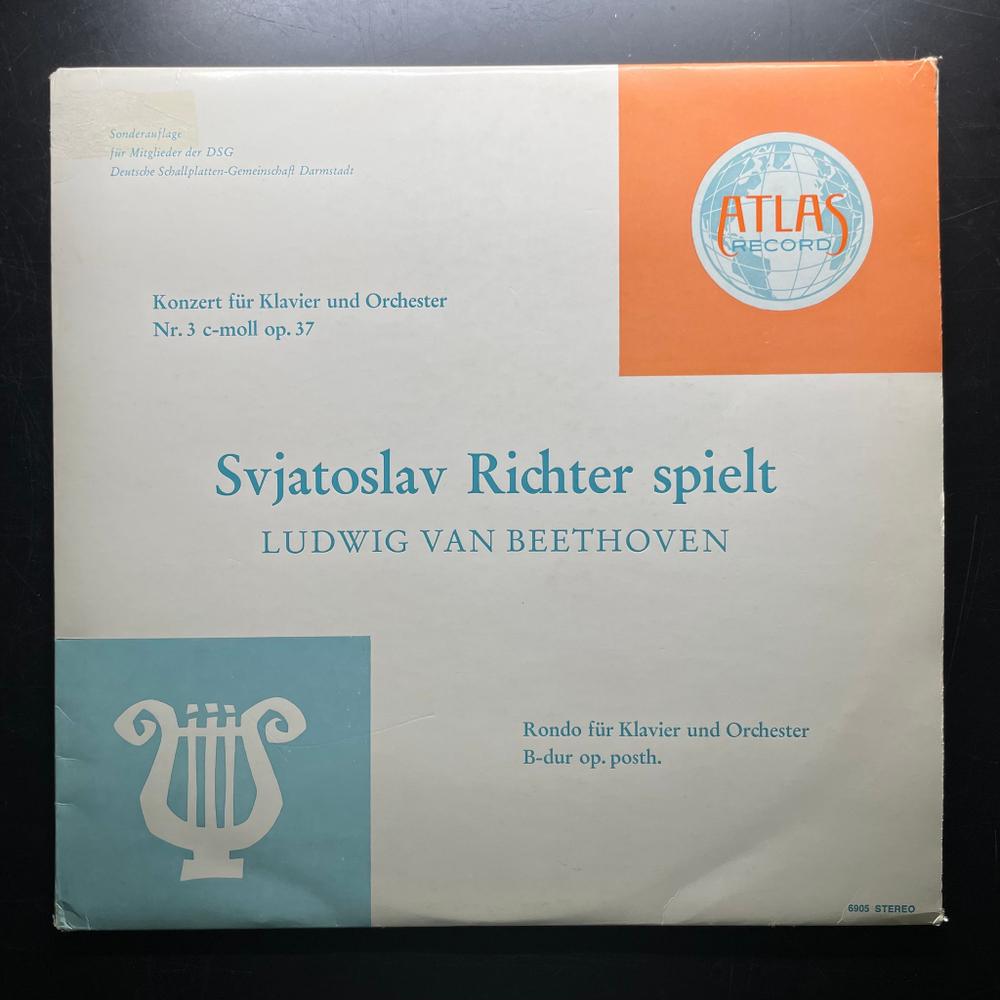 Sonderauflage
für Mitglieder der DSG
Deutsche Schallplatten-Gemeinschaft Darmstadt
ATLAS
RECORD
Konzert für Klavier und Orchester
Nr. 3 c-moll op. 37
Svjatoslav Richter spielt
LUDWIG VAN BEETHOVEN
Rondo für Klavier und Orchester
B-dur op. posth.
6905 STEREO